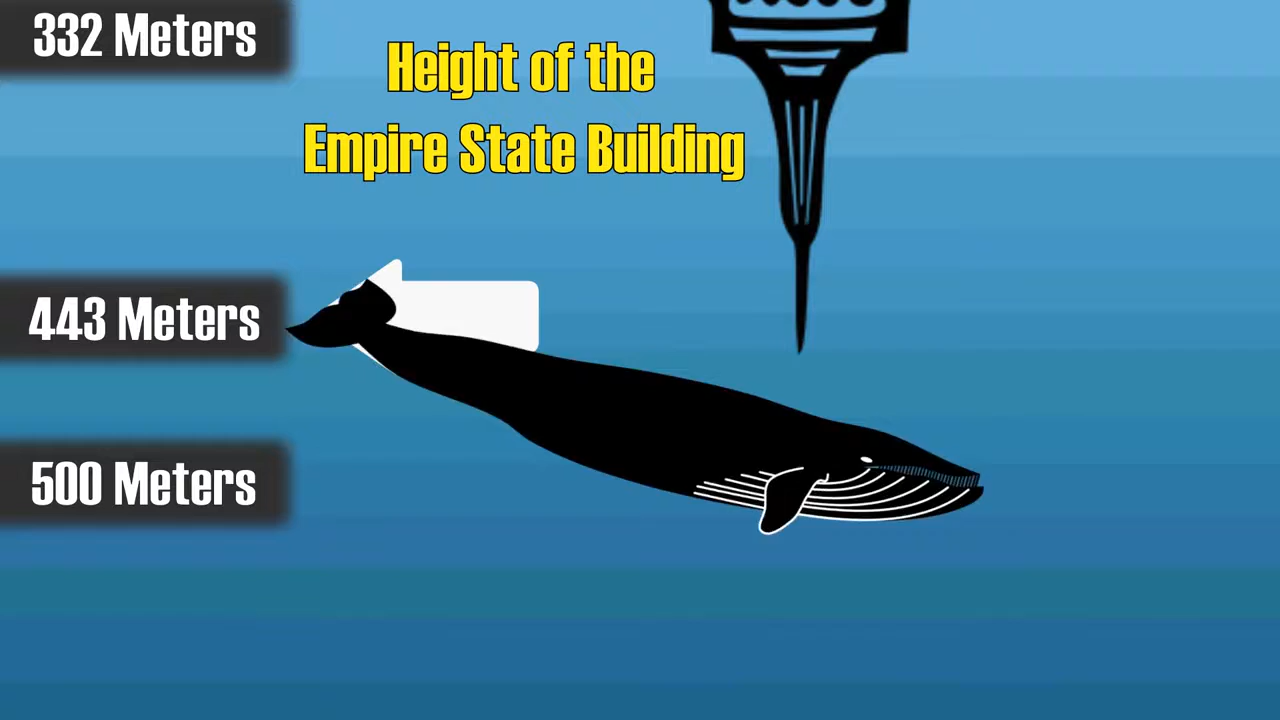 332 Meters
Height of the
Empire State Building
443 Meters
500 Meters